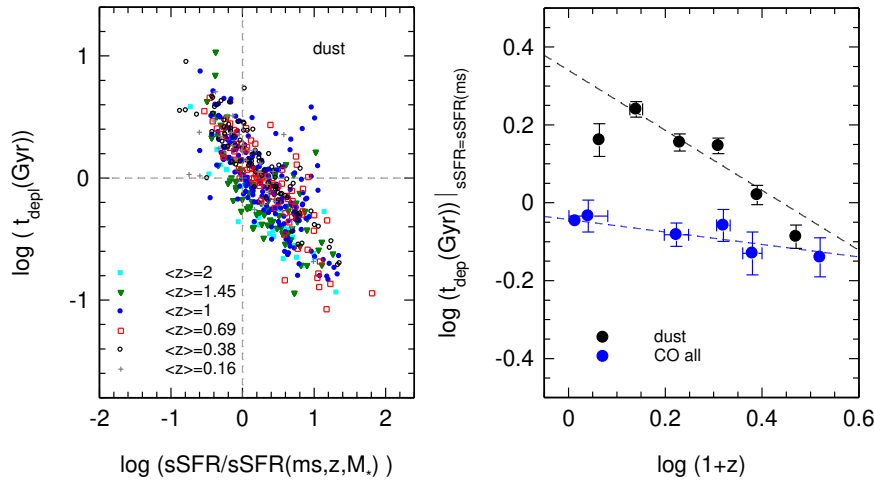 dust
1
0
-1
log ( t_depl(Gyr))
<z>=2
<z>=1.45
<z>=1
<z>=0.69
<z>=0.38
<z>=0.16
-2
-1
0
1
2
log (sSFR/sSFR(ms,z,M_*) )
0.4
0.2
0
-0.2
-0.4
log (t_dep(Gyr))|_sSFR=sSFR(ms)
dust
CO all
0
0.2
0.4
0.6
log (1+z)